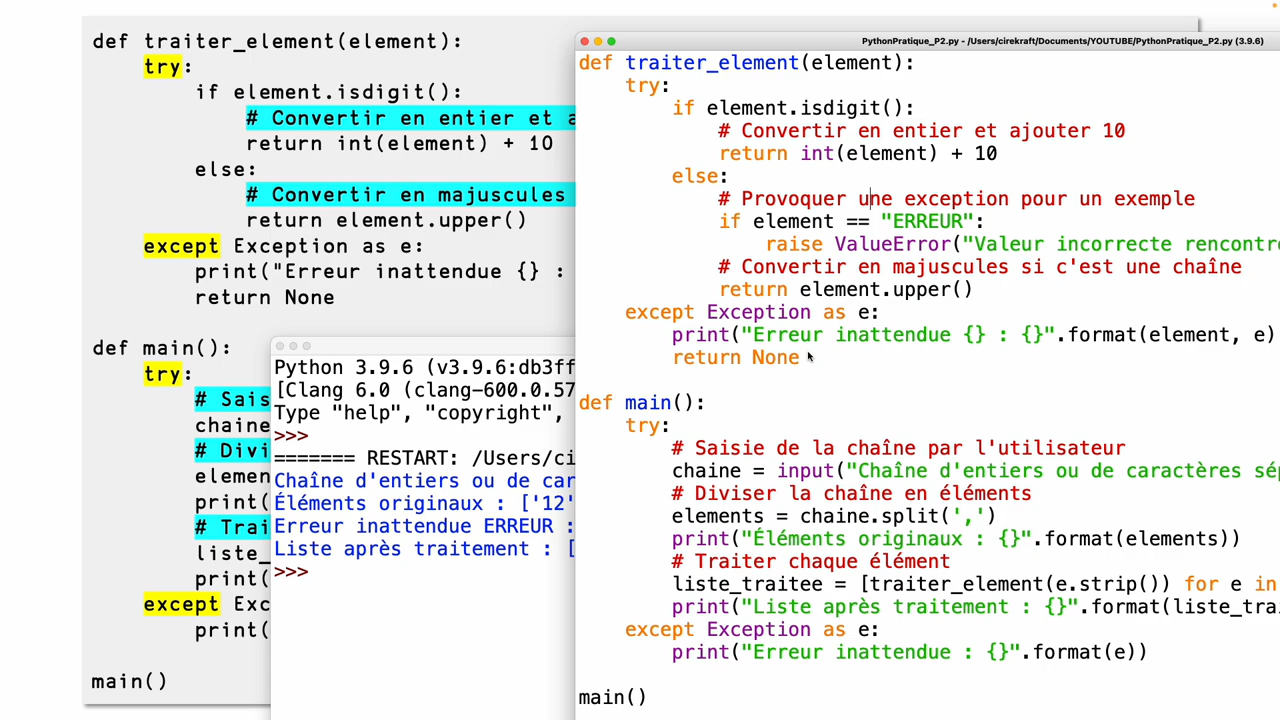 def traiter_element(element):
try:
if element.isdigit():
# Convertir en entier et a
return int(element) + 10
else:
# Convertir en majuscules
return element.upper()
except Exception as e:
print("Erreur inattendue {} :
return None
def main():
try:
# Sais
chaine
# Divi
elemen
print(
# Trai
liste_
print(
except Exc
print(
main()
Python 3.9.6 (v3.9.6:db3ff
[Clang 6.0 (clang-600.0.57
Type "help", "copyright",
>>>
======= RESTART: /Users/ci
Chaîne d'entiers ou de car
Éléments originaux : ['12'
Erreur inattendue ERREUR :
Liste après traitement : [
>>>
PythonPratique_P2.py - /Users/cirekraft/Documents/YOUTUBE/PythonPratique_P2.py (3.9.6)
def traiter_element(element):
try:
if element.isdigit():
# Convertir en entier et ajouter 10
return int(element) + 10
else:
# Provoquer une exception pour un exemple
if element == "ERREUR":
raise ValueError("Valeur incorrecte rencontr
# Convertir en majuscules si c'est une chaîne
return element.upper()
except Exception as e:
print("Erreur inattendue {} : {}".format(element, e)
return None
def main():
try:
# Saisie de la chaîne par l'utilisateur
chaine = input("Chaîne d'entiers ou de caractères sép
# Diviser la chaîne en éléments
elements = chaine.split(',')
print("Éléments originaux : {}".format(elements))
# Traiter chaque élément
liste_traitee = [traiter_element(e.strip()) for e in
print("Liste après traitement : {}".format(liste_trai
except Exception as e:
print("Erreur inattendue : {}".format(e))
main()